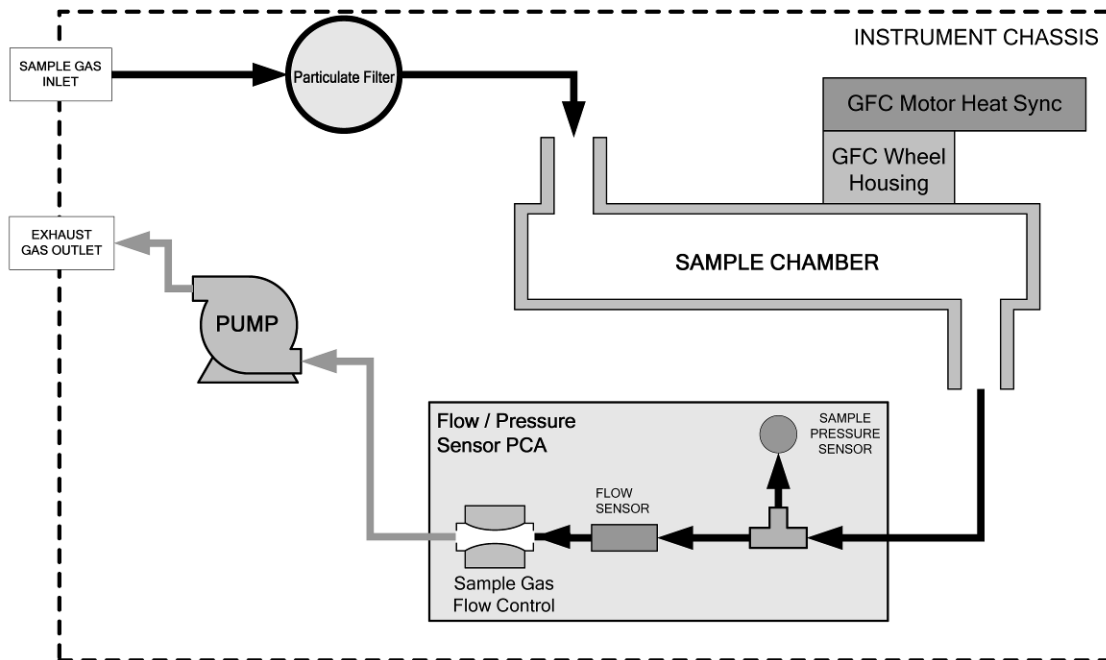 INSTRUMENT CHASSIS
SAMPLE GAS
INLET
Particulate Filter
GFC Motor Heat Sync
GFC Wheel
Housing
EXHAUST
GAS OUTLET
SAMPLE CHAMBER
PUMP
Flow / Pressure
Sensor PCA
SAMPLE
PRESSURE
SENSOR
FLOW
SENSOR
Sample Gas
Flow Control